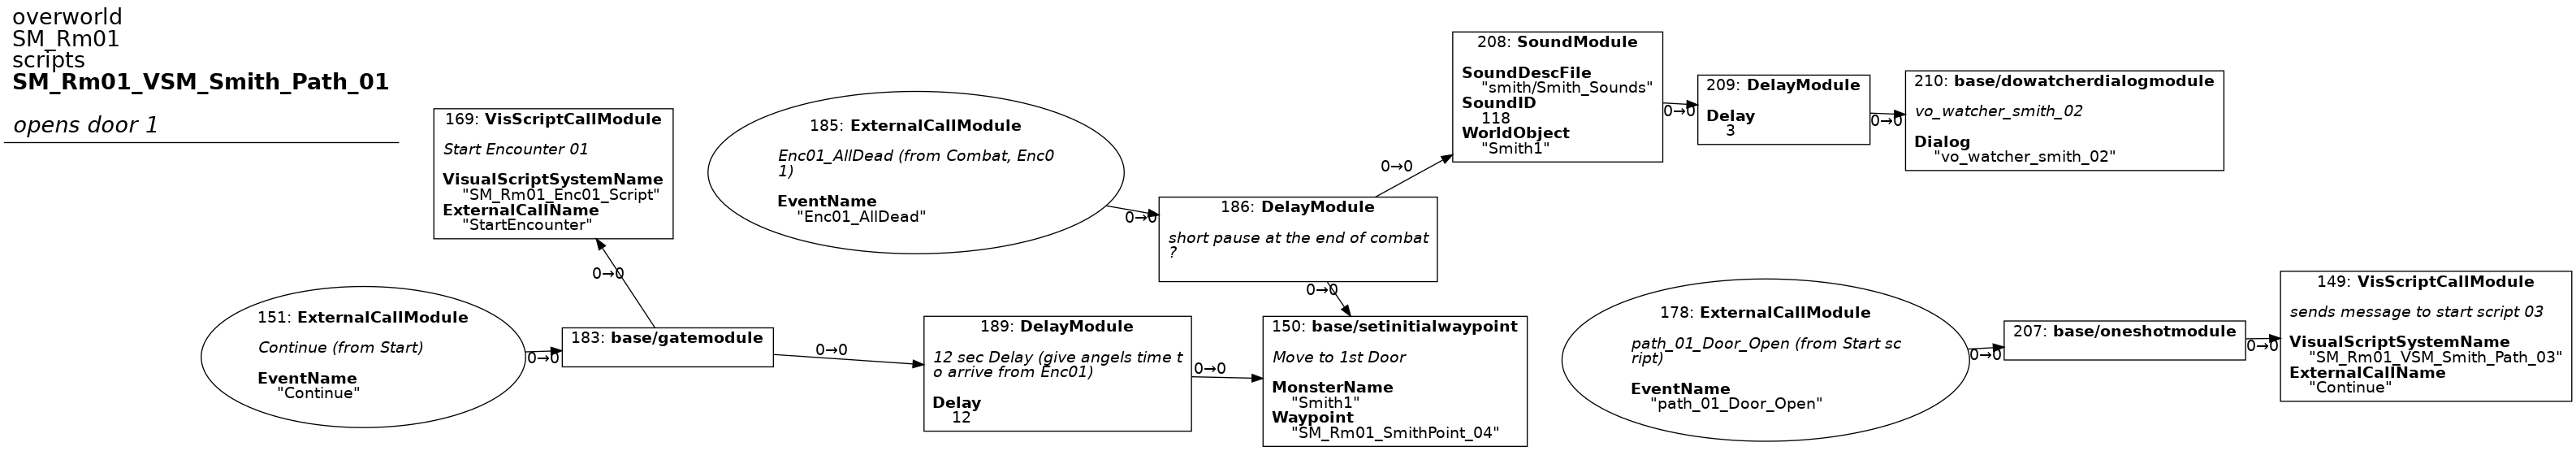 overworld
SM_Rm01
scripts
SM_Rm01_VSM_Smith_Path_01
opens door 1
169: VisScriptCallModule
Start Encounter 01
VisualScriptSystemName
"SM_Rm01_Enc01_Script"
ExternalCallName
"StartEncounter"
185: ExternalCallModule
Enc01_AllDead (from Combat, Enc0
1)
EventName
"Enc01_AllDead"
0→0
186: DelayModule
short pause at the end of combat
?
0→0
208: SoundModule
SoundDescFile
"smith/Smith_Sounds"
SoundID
118
WorldObject
"Smith1"
0→0
209: DelayModule
Delay
3
0→0
210: base/dowatcherdialogmodule
vo_watcher_smith_02
Dialog
"vo_watcher_smith_02"
0→0
151: ExternalCallModule
Continue (from Start)
EventName
"Continue"
0→0
183: base/gatemodule
0→0
0→0
189: DelayModule
12 sec Delay (give angels time t
o arrive from Enc01)
Delay
12
0→0
150: base/setinitialwaypoint
Move to 1st Door
MonsterName
"Smith1"
Waypoint
"SM_Rm01_SmithPoint_04"
178: ExternalCallModule
path_01_Door_Open (from Start sc
ript)
EventName
"path_01_Door_Open"
0→0
207: base/oneshotmodule
0→0
149: VisScriptCallModule
sends message to start script 03
VisualScriptSystemName
"SM_Rm01_VSM_Smith_Path_03"
ExternalCallName
"Continue"